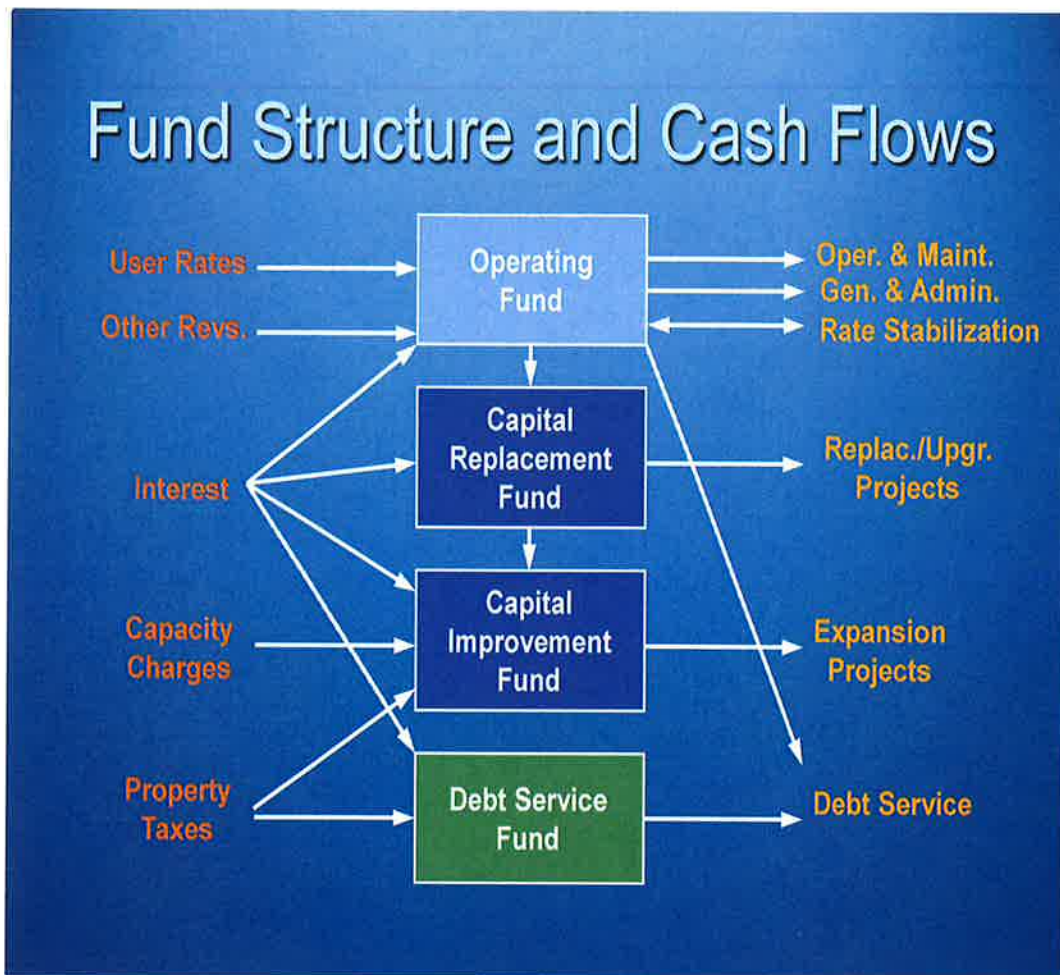 Fund Structure and Cash Flows
User Rates
Other Revs.
Interest
Capacity
Charges
Property
Taxes
Operating
Fund
Capital
Replacement
Fund
Capital
Improvement
Fund
Debt Service
Fund
Oper. & Maint.
Gen. & Admin.
Rate Stabilization
Replac./Upgr.
Projects
Expansion
Projects
Debt Service